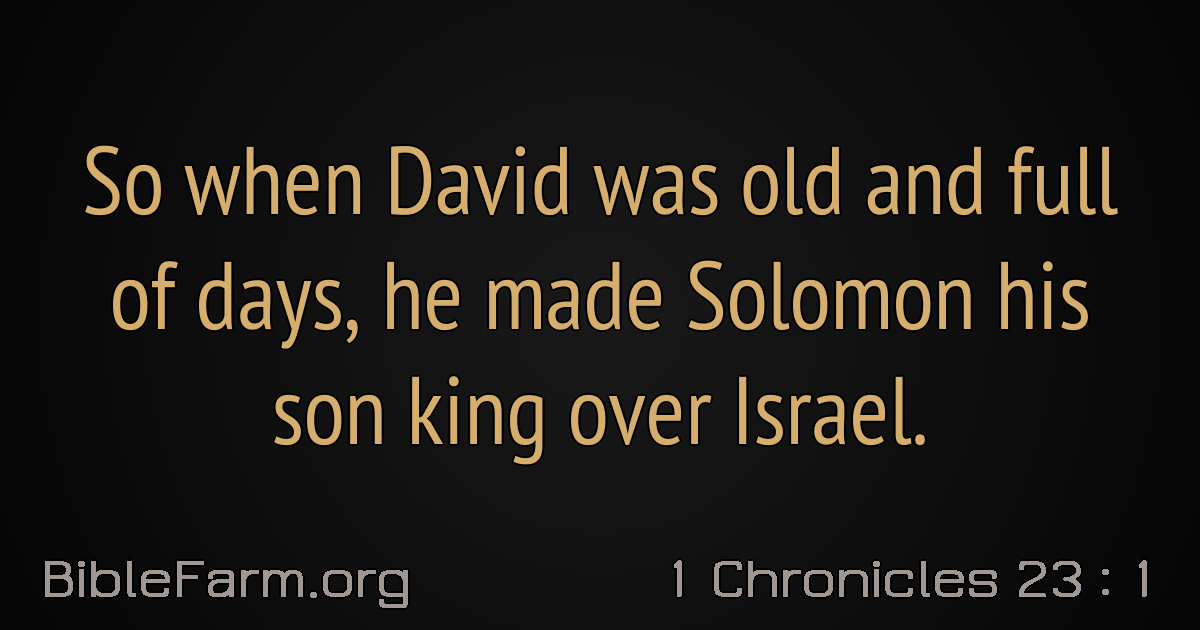 So when David was old and full
of days, he made Solomon his
son king over Israel.
BibleFarm.org
1 Chronicles 23 : 1